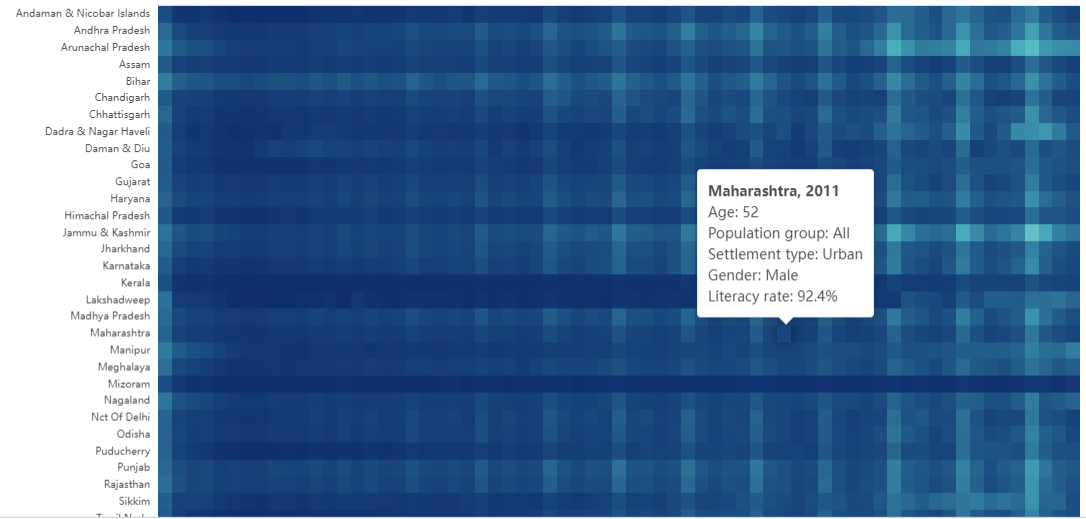 Andaman & Nicobar Islands
Andhra Pradesh
Arunachal Pradesh
Assam
Bihar
Chandigarh
Chhattisgarh
Dadra & Nagar Haveli
Daman & Diu
Goa
Gujarat
Haryana
Himachal Pradesh
Jammu & Kashmir
Jharkhand
Karnataka
Kerala
Lakshadweep
Madhya Pradesh
Maharashtra
Manipur
Meghalaya
Mizoram
Nagaland
Nct Of Delhi
Odisha
Puducherry
Punjab
Rajasthan
Sikkim
Maharashtra, 2011
Age: 52
Population group: All
Settlement type: Urban
Gender: Male
Literacy rate: 92.4%